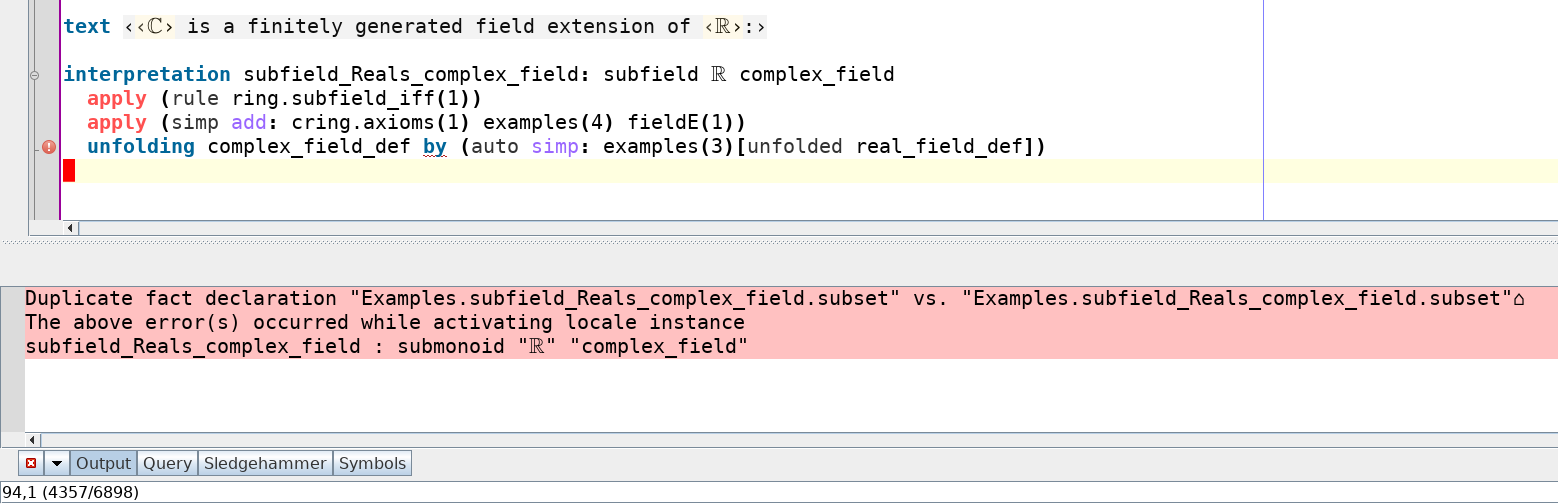 text ‹‹ℂ› is a finitely generated field extension of ‹ℝ›:›
interpretation subfield_Reals_complex_field: subfield ℝ complex_field
apply (rule ring.subfield_iff(1))
apply (simp add: cring.axioms(1) examples(4) fieldE(1))
unfolding complex_field_def by (auto simp: examples(3)[unfolded real_field_def])
Duplicate fact declaration "Examples.subfield_Reals_complex_field.subset" vs. "Examples.subfield_Reals_complex_field.subset"⌂
The above error(s) occurred while activating locale instance
subfield_Reals_complex_field : submonoid "ℝ" "complex_field"
Output Query Sledgehammer Symbols
94,1 (4357/6898)